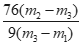 76(m₂ − m₃)
9(m₃ − m₁)